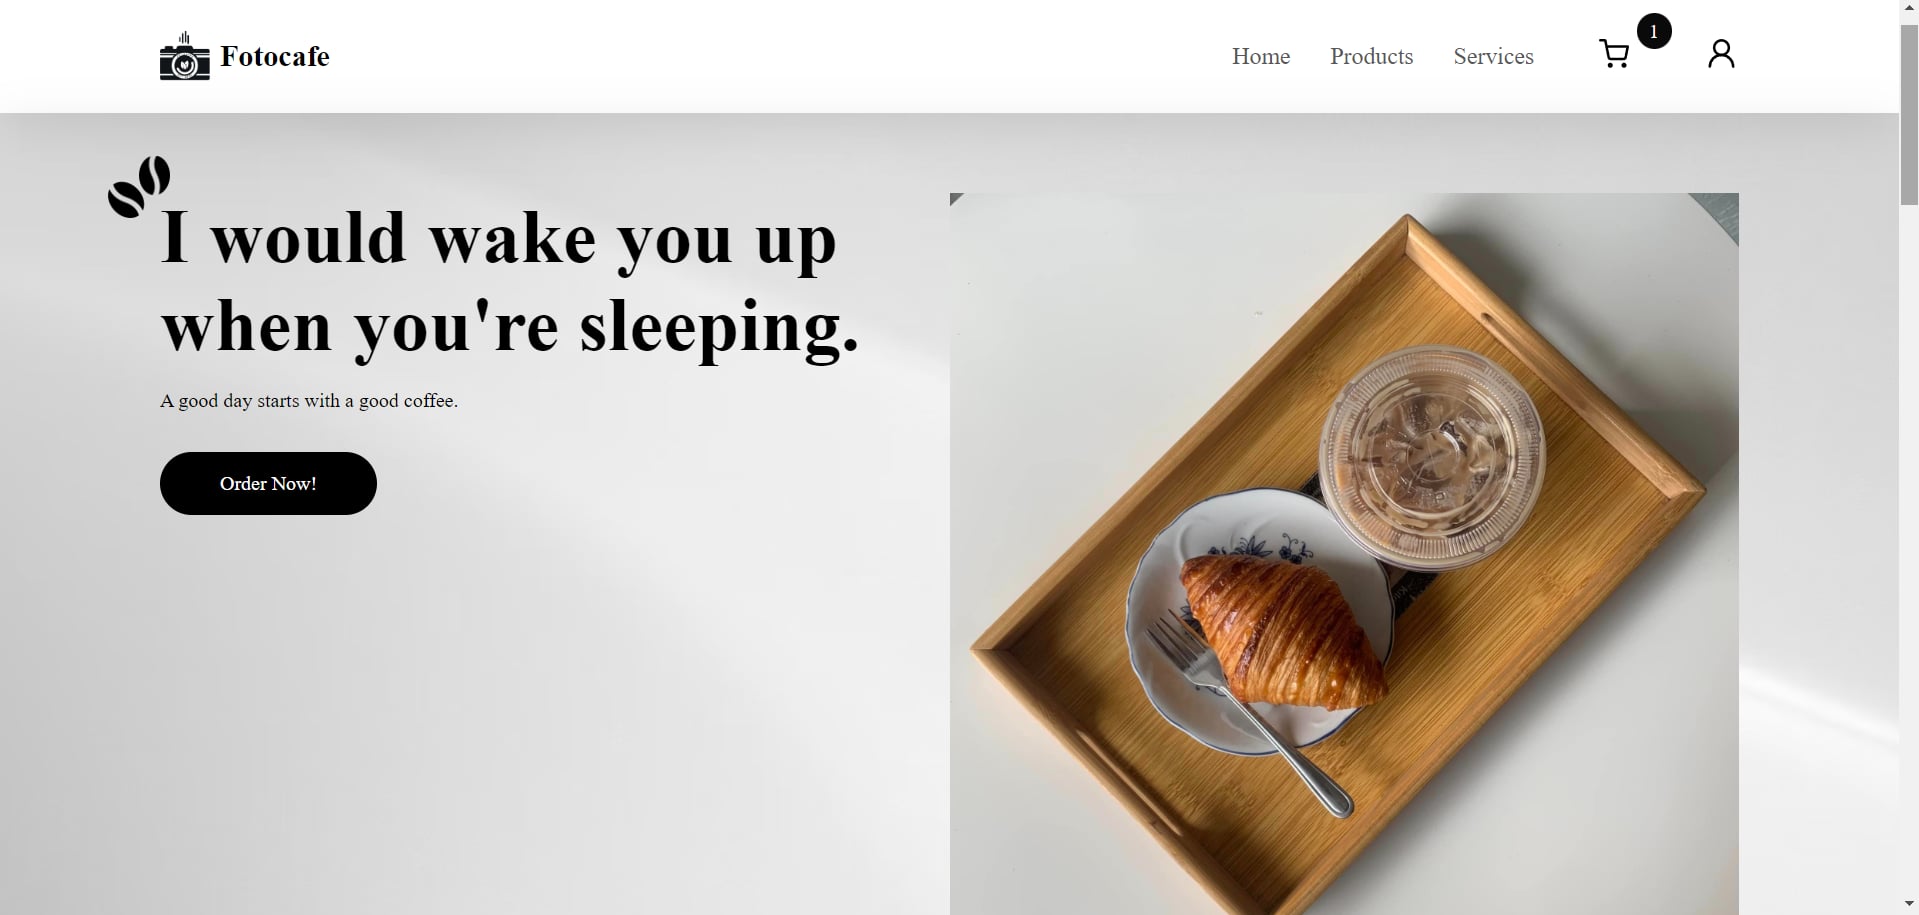 Fotocafe
Home Products Services 1
I would wake you up
when you're sleeping.
A good day starts with a good coffee.
Order Now!